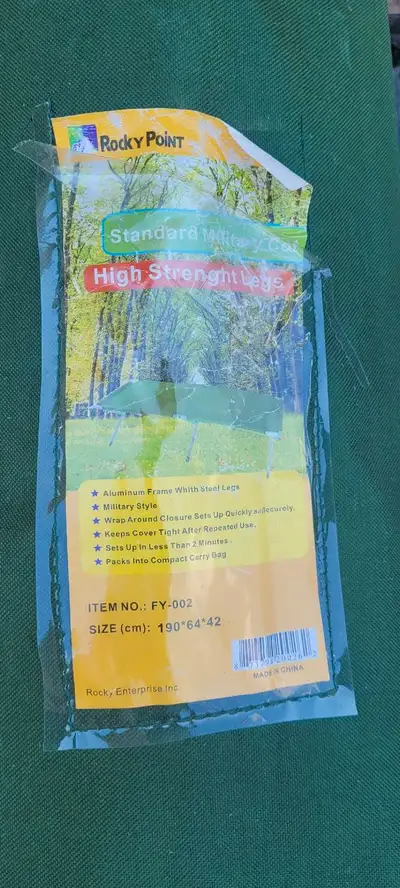 Rocky Point
Standard Military Cot
High Strenght Legs
★ Aluminum Frame Whith Steel Legs
★ Military Style
★ Wrap Around Closure Sets Up Quickly &Securely.
★ Keeps Cover Tight After Repeated Use.
★ Sets Up In Less Than 2 Minutes .
★ Packs Into Compact Carry Bag
ITEM NO.: FY-002
SIZE (cm): 190*64*42
MADE IN CHINA
Rocky Enterprise Inc